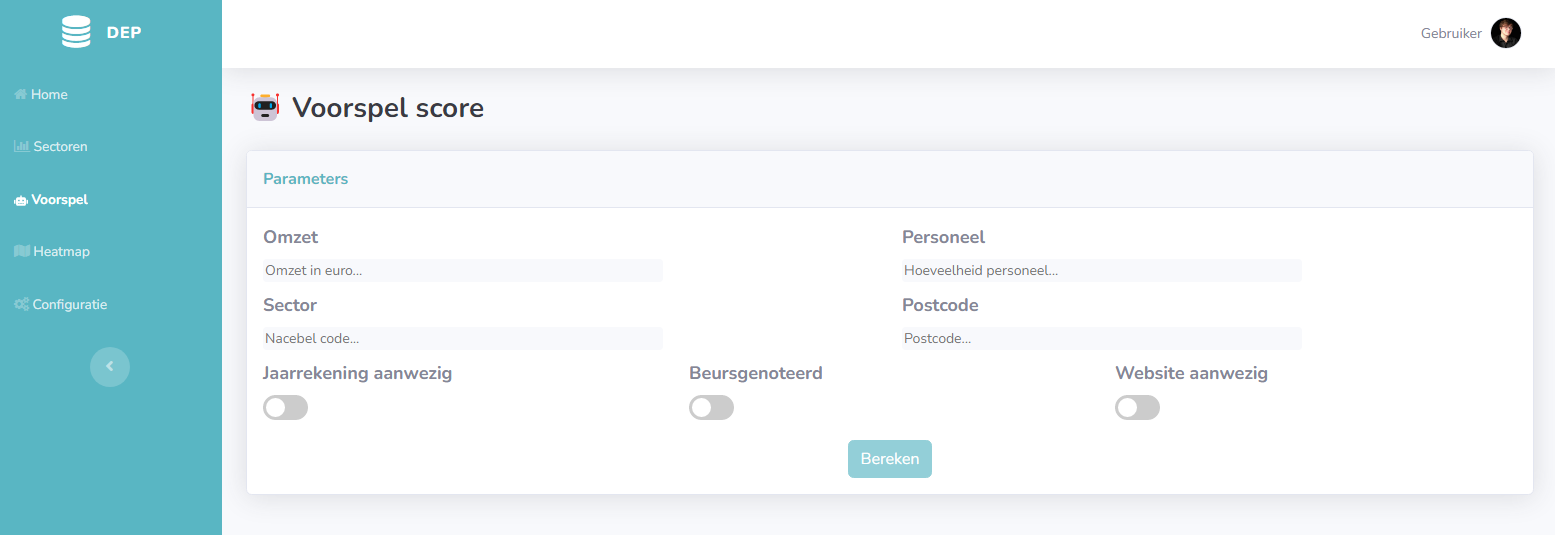 DEP
Gebruiker
Home
Sectoren
Voorspel
Heatmap
Configuratie
Voorspel score
Parameters
Omzet
Omzet in euro...
Personeel
Hoeveelheid personeel...
Sector
Nacebel code...
Postcode
Postcode...
Jaarrekening aanwezig
Beursgenoteerd
Website aanwezig
Bereken